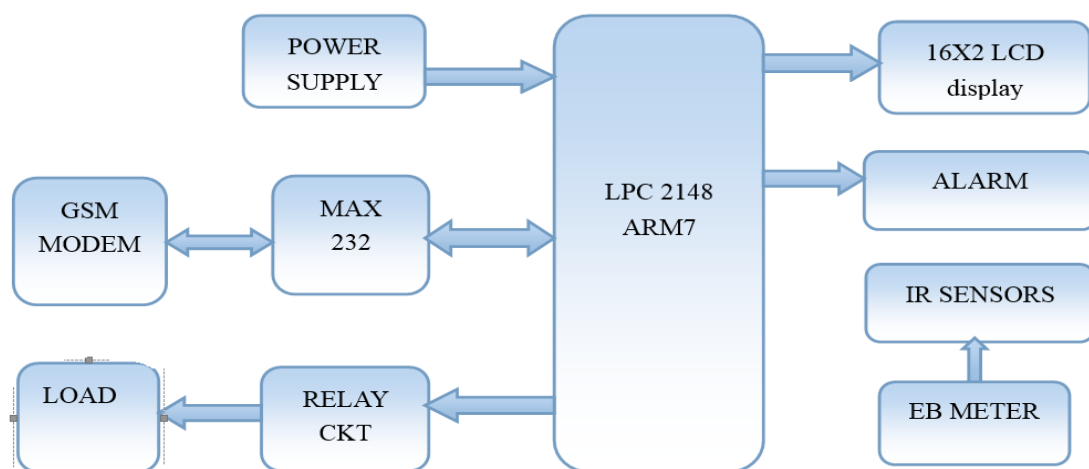 POWER
SUPPLY
16X2 LCD
display
GSM
MODEM
MAX
232
LPC 2148
ARM7
ALARM
IR SENSORS
LOAD
RELAY
CKT
EB METER